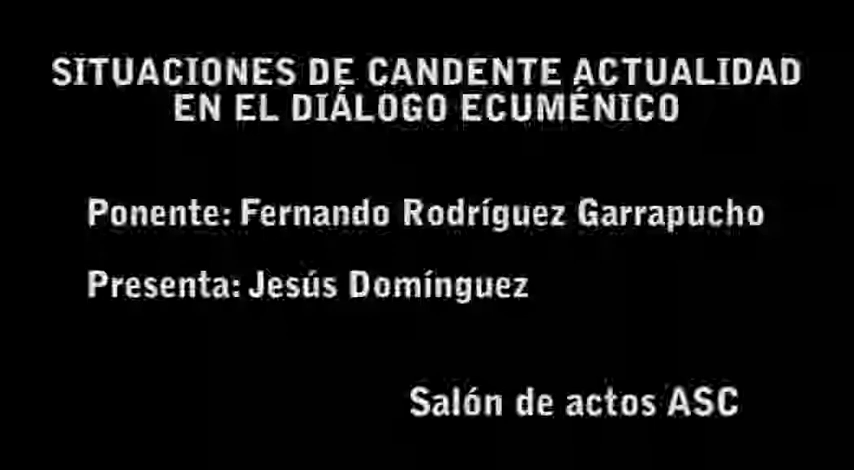 SITUACIONES DE CANDENTE ACTUALIDAD
EN EL DIÁLOGO ECUMÉNICO
Ponente: Fernando Rodríguez Garrapucho
Presenta: Jesús Domínguez
Salón de actos ASC